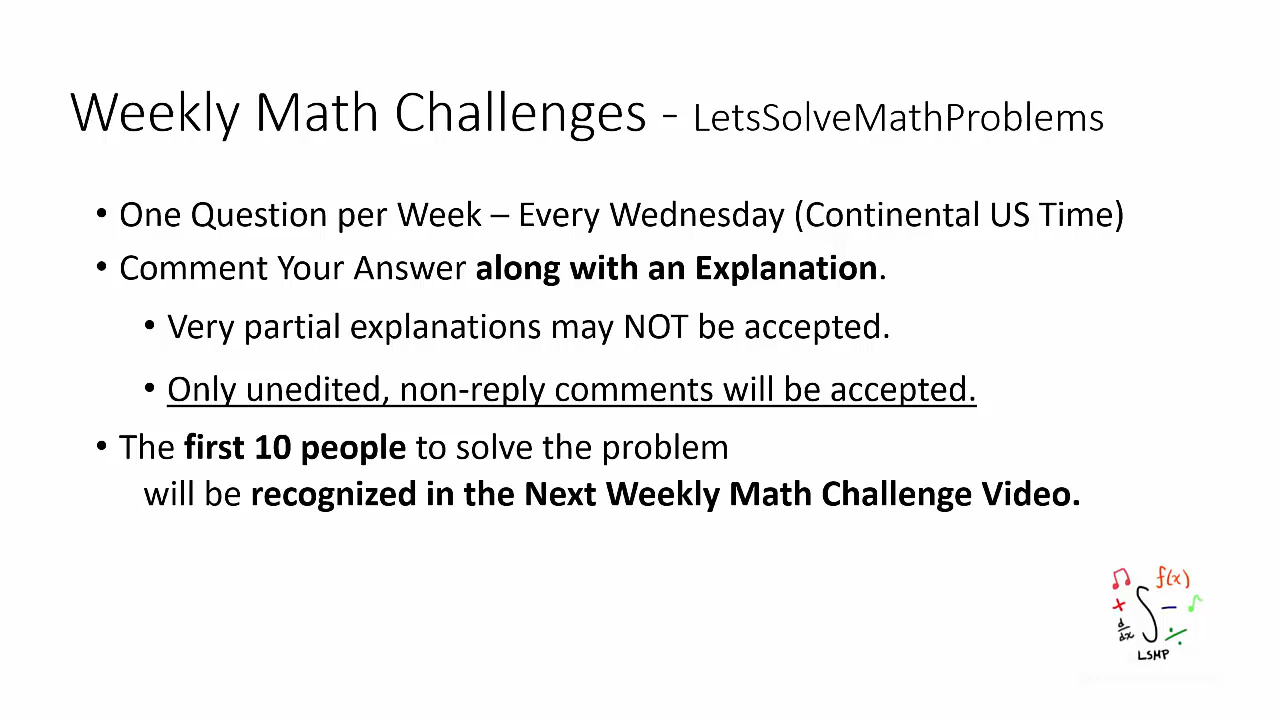 Weekly Math Challenges - LetsSolveMathProblems
• One Question per Week – Every Wednesday (Continental US Time)
• Comment Your Answer along with an Explanation.
• Very partial explanations may NOT be accepted.
• Only unedited, non-reply comments will be accepted.
• The first 10 people to solve the problem
will be recognized in the Next Weekly Math Challenge Video.
f(x)
+ ∫ −
d/dx ÷
LSMP